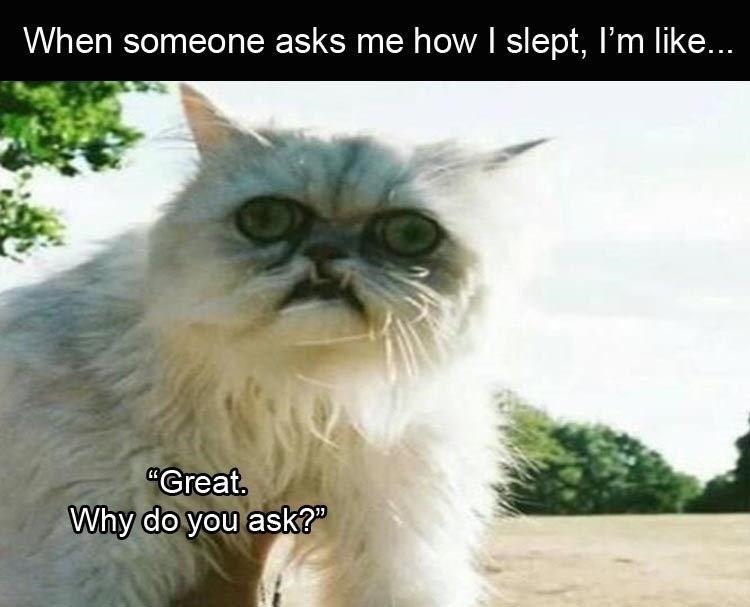 When someone asks me how I slept, I’m like...
“Great.
Why do you ask?”